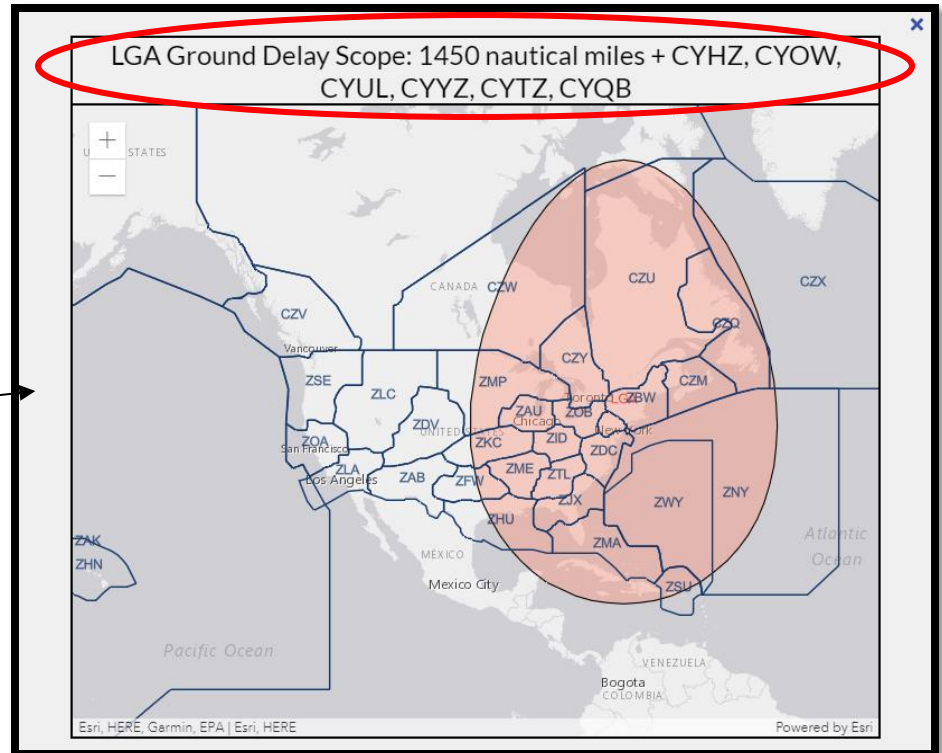 LGA Ground Delay Scope: 1450 nautical miles + CYHZ, CYOW,
CYUL, CYYZ, CYTZ, CYQB
+
STATES
−
CANADA CZW
CZU
CZX
CZV
CZQ
Vancouver
CZY
ZSE
ZLC
ZMP
CZM
Toronto LGA ZBW
ZAU
ZOB
Chicago
ZDV
UNITED STATES
New York
ZOA
San Francisco
ZKC
ZID
ZDC
ZLA
Los Angeles
ZAB
ZFW
ZME
ZTL
ZJX
ZWY
ZNY
ZHU
ZAK
ZHN
MÉXICO
ZMA
Atlantic
Ocean
Mexico City
ZSU
Pacific Ocean
VENEZUELA
Bogota
COLOMBIA
Esri, HERE, Garmin, EPA | Esri, HERE
Powered by Esri